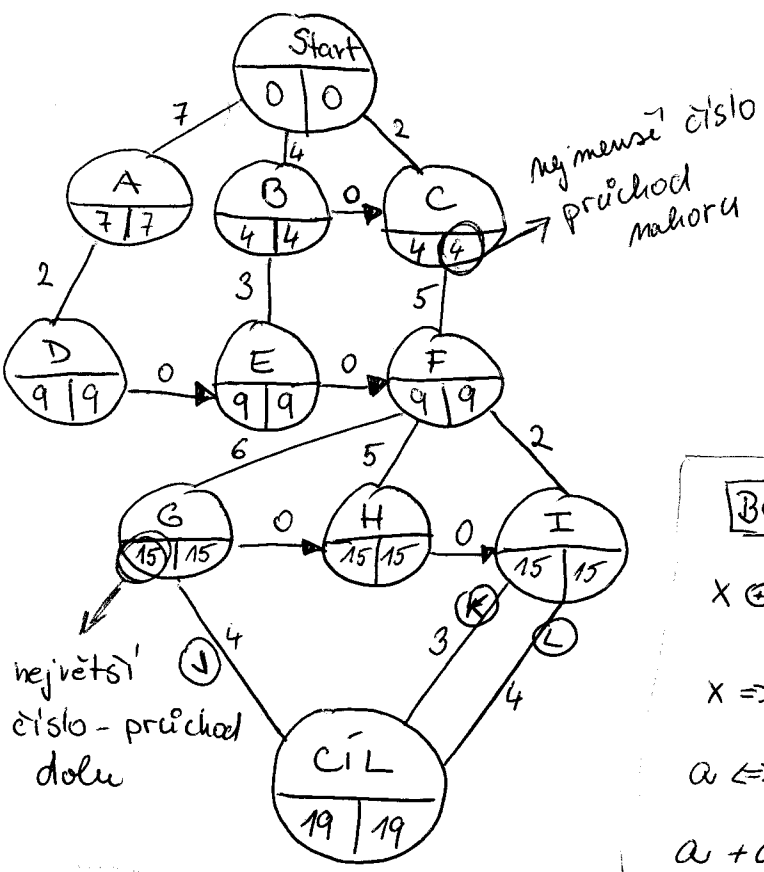 Start
0 | 0
7
4
2
A
7 | 7
B
4 | 4
0
C
4 | 4
nejmenší číslo
průchod
nahoru
2
3
5
D
9 | 9
0
E
9 | 9
0
F
9 | 9
6
5
2
G
15 | 15
0
H
15 | 15
0
I
15 | 15
největší
číslo - průchod
dolu
J
4
K
3
L
4
CÍL
19 | 19
X ⊕
X =>
a <=>
a +